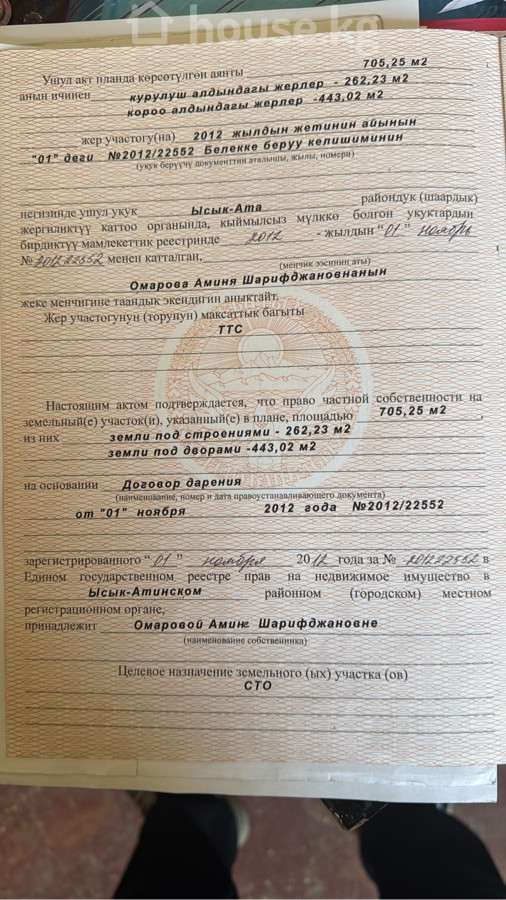 house.kg
705,25 м2
Ушул акт планда көрсөтүлгөн аянты
анын ичинен курулуш алдындагы жерлер - 262,23 м2
короо алдындагы жерлер -443,02 м2
жер участогу(на) 2012 жылдын жетинин айынын
"01" деги №2012/22552 Белекке беруу келишиминин
(укук берүүчү документтин аталышы, жылы, номери)
негизинде ушул укук Ысык-Ата райондук (шаардык)
жергиликтүү каттоо органында, кыймылсыз мүлккө болгон укуктардын
бирдиктүү мамлекеттик реестринде 2012 - жылдын "01" ноябрь
№ 201222552 менен катталган,
(менчик ээсинин аты)
Омарова Аминя Шарифджановнанын
жеке менчигине таандык экендигин аныктайт.
Жер участогунун (торунун) максаттык багыты
ТТС
Настоящим актом подтверждается, что право частной собственности на
земельный(е) участок(и), указанный(е) в плане, площадью 705,25 м2,
из них земли под строениями - 262,23 м2
земли под дворами -443,02 м2
на основании Договор дарения
(наименование, номер и дата правоустанавливающего документа)
от "01" ноября 2012 года №2012/22552
зарегистрированного “ 01 ” ноября 2012 года за № 201222552 в
Едином государственном реестре прав на недвижимое имущество в
Ысык-Атинском районном (городском) местном
регистрационном органе,
принадлежит Омаровой Амине Шарифджановне
(наименование собственника)
Целевое назначение земельного (ых) участка (ов)
СТО